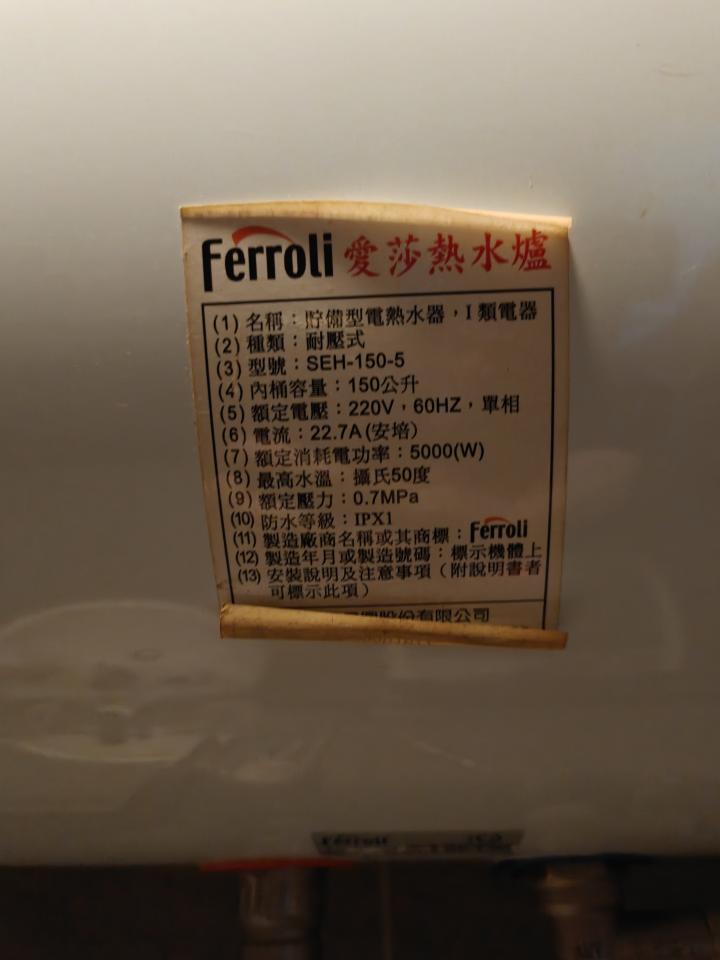 Ferroli 愛莎熱水爐
(1) 名稱：貯備型電熱水器，I 類電器
(2) 種類：耐壓式
(3) 型號：SEH-150-5
(4) 內桶容量：150公升
(5) 額定電壓：220V，60HZ，單相
(6) 電流：22.7A(安培)
(7) 額定消耗電功率：5000(W)
(8) 最高水溫：攝氏50度
(9) 額定壓力：0.7MPa
(10) 防水等級：IPX1
(11) 製造廠商名稱或其商標：Ferroli
(12) 製造年月或製造號碼：標示機體上
(13) 安裝說明及注意事項（附說明書者
可標示此項）
股份有限公司
Ferroli